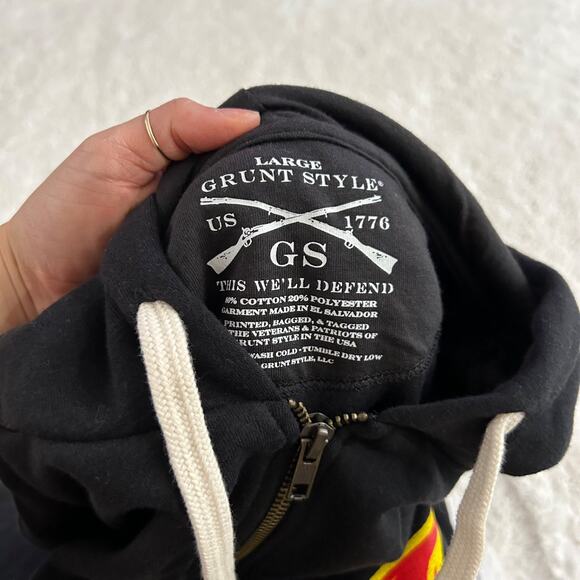 LARGE
GRUNT STYLE®
US 1776
GS
THIS WE'LL DEFEND
COTTON 20% POLYESTER
GARMENT MADE IN EL SALVADOR
PRINTED, BAGGED, & TAGGED
THE VETERANS & PATRIOTS OF
GRUNT STYLE IN THE USA
WASH COLD • TUMBLE DRY LOW
GRUNT STYLE, LLC